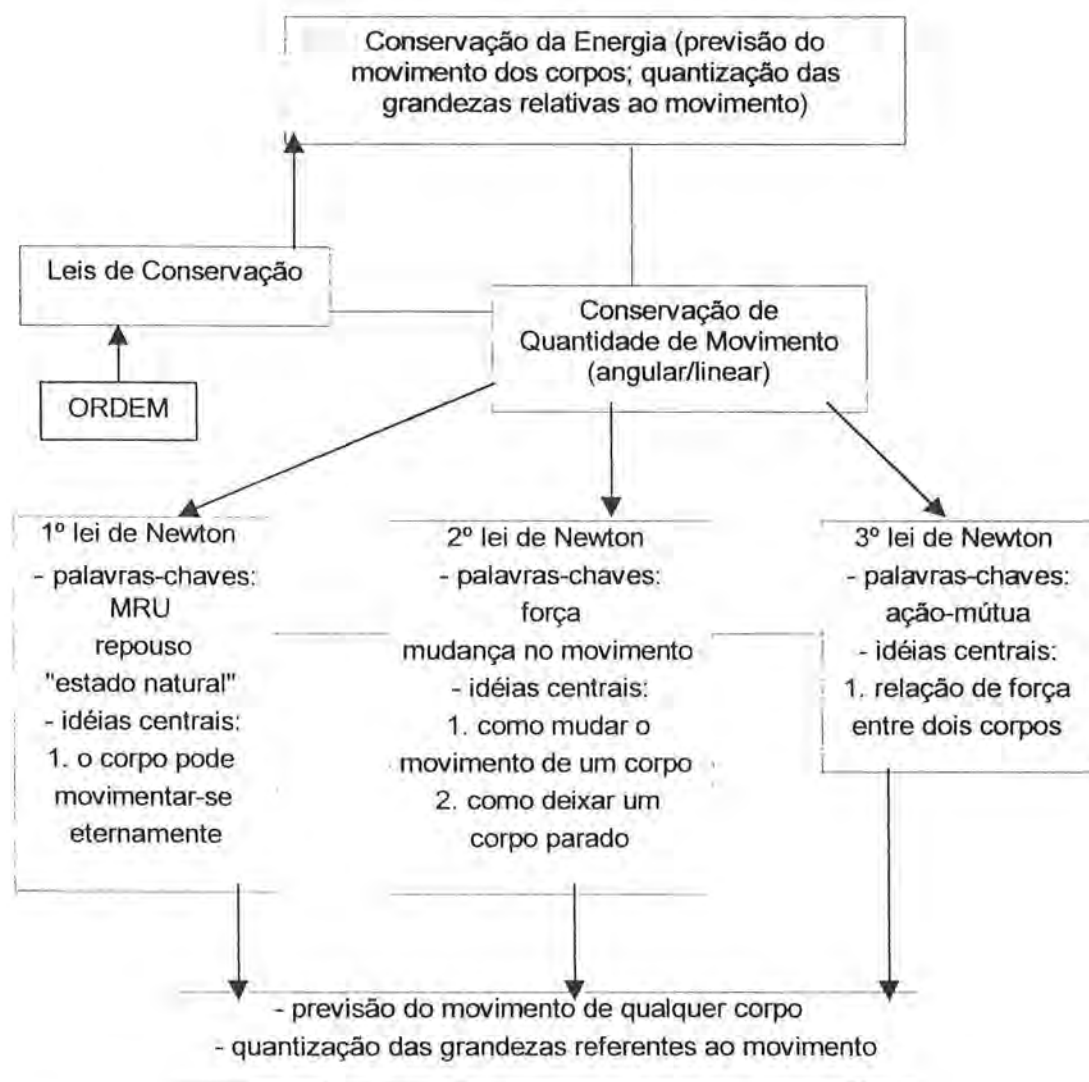 Conservação da Energia (previsão do
movimento dos corpos; quantização das
grandezas relativas ao movimento)
Leis de Conservação
Conservação de
Quantidade de Movimento
(angular/linear)
ORDEM
1º lei de Newton
- palavras-chaves:
MRU
repouso
"estado natural"
- idéias centrais:
1. o corpo pode
movimentar-se
eternamente
2º lei de Newton
- palavras-chaves:
força
mudança no movimento
- idéias centrais:
1. como mudar o
movimento de um corpo
2. como deixar um
corpo parado
3º lei de Newton
- palavras-chaves:
ação-mútua
- idéias centrais:
1. relação de força
entre dois corpos
- previsão do movimento de qualquer corpo
- quantização das grandezas referentes ao movimento